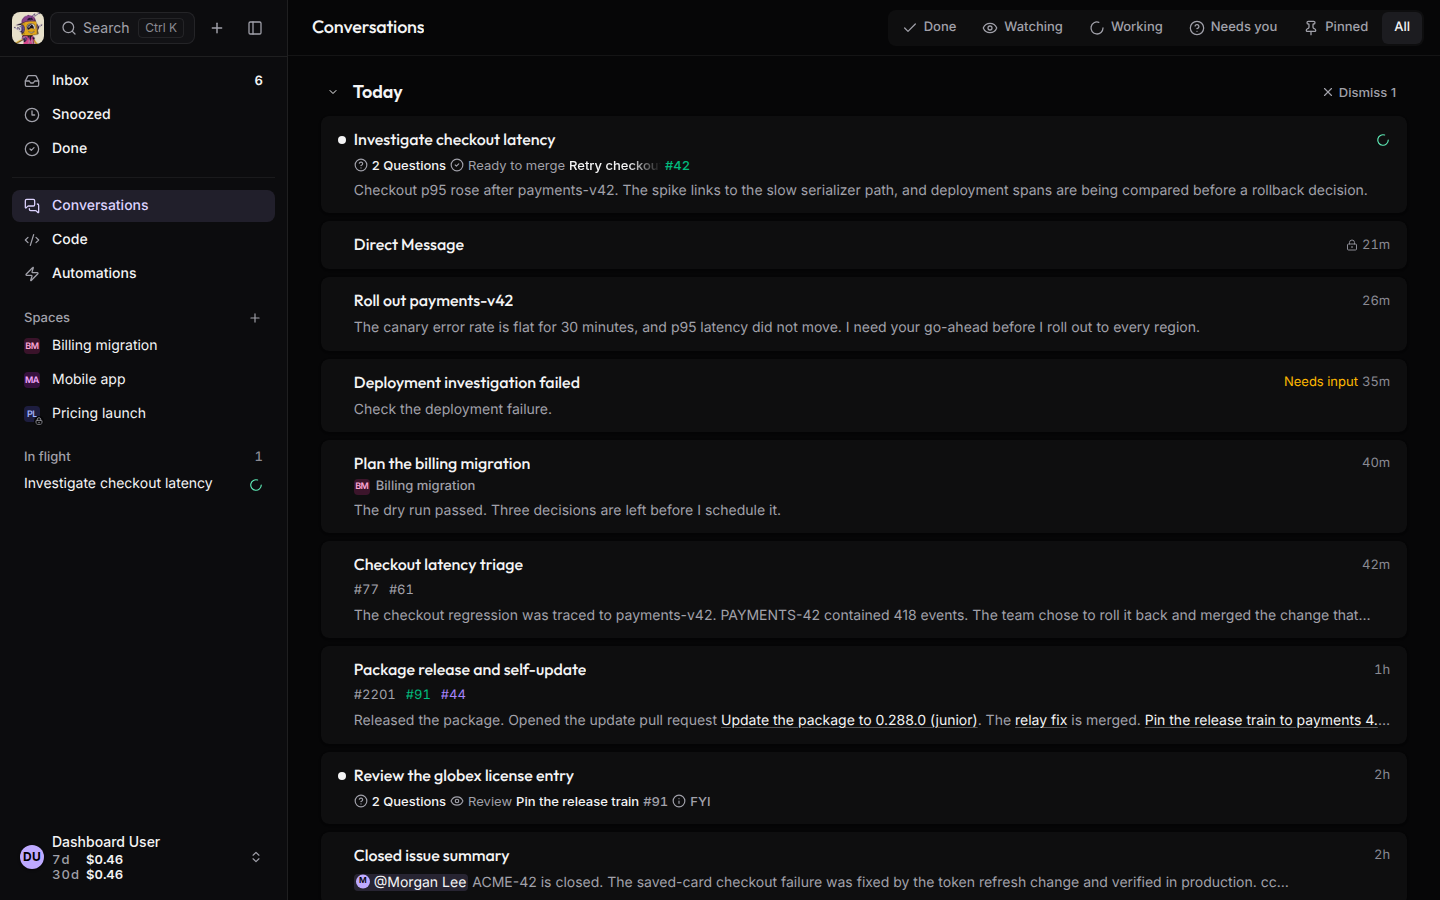 Search Ctrl K
Inbox 6
Snoozed
Done
Conversations
Code
Automations
Spaces
BM Billing migration
MA Mobile app
PL Pricing launch
In flight 1
Investigate checkout latency
DU Dashboard User
7d $0.46
30d $0.46
Conversations
Done Watching Working Needs you Pinned All
Today Dismiss 1
Investigate checkout latency
2 Questions Ready to merge Retry checkou #42
Checkout p95 rose after payments-v42. The spike links to the slow serializer path, and deployment spans are being compared before a rollback decision.
Direct Message 21m
Roll out payments-v42 26m
The canary error rate is flat for 30 minutes, and p95 latency did not move. I need your go-ahead before I roll out to every region.
Deployment investigation failed Needs input 35m
Check the deployment failure.
Plan the billing migration 40m
BM Billing migration
The dry run passed. Three decisions are left before I schedule it.
Checkout latency triage 42m
#77 #61
The checkout regression was traced to payments-v42. PAYMENTS-42 contained 418 events. The team chose to roll it back and merged the change that...
Package release and self-update 1h
#2201 #91 #44
Released the package. Opened the update pull request Update the package to 0.288.0 (junior). The relay fix is merged. Pin the release train to payments 4....
Review the globex license entry 2h
2 Questions Review Pin the release train #91 FYI
Closed issue summary 2h
M @Morgan Lee ACME-42 is closed. The saved-card checkout failure was fixed by the token refresh change and verified in production. cc...